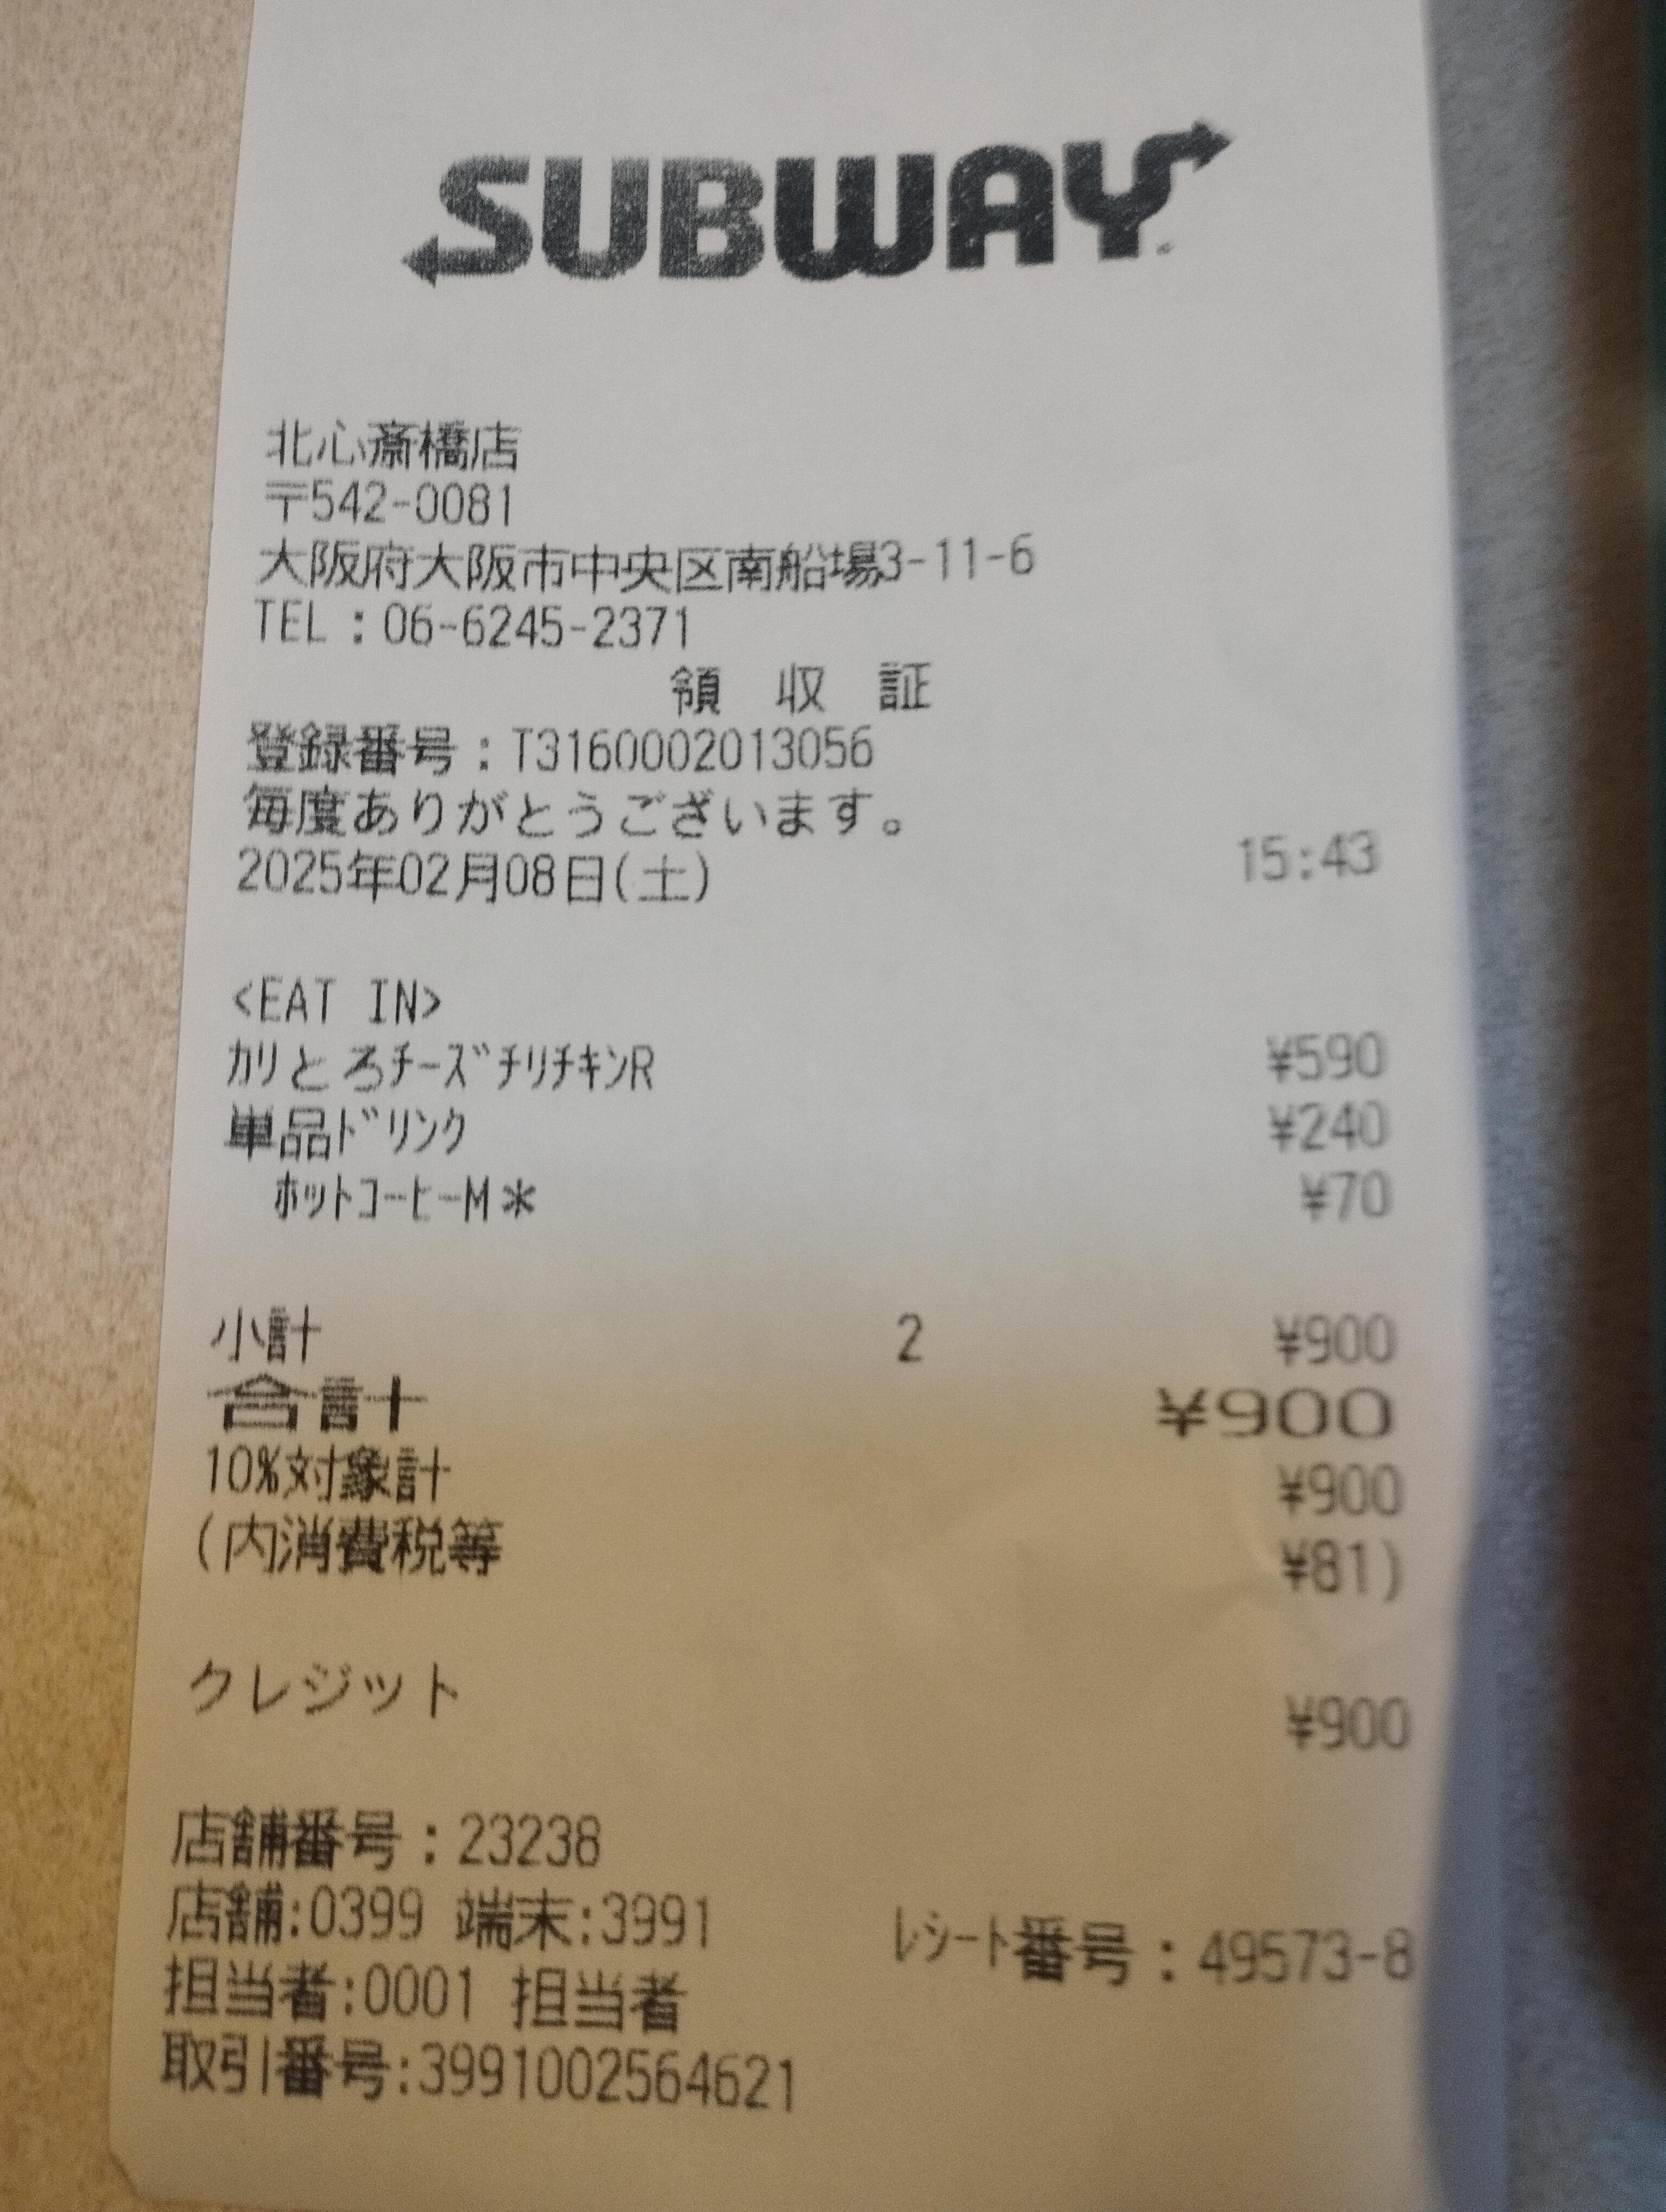 SUBWAY
北心斎橋店
〒542-0081
大阪府大阪市中央区南船場3-11-6
TEL：06-6245-2371
領 収 証
登録番号：T3160002013056
毎度ありがとうございます。
2025年02月08日(土) 15:43
<EAT IN>
ｶﾘとろﾁｰｽﾞﾁﾘﾁｷﾝR ¥590
単品ﾄﾞﾘﾝｸ ¥240
ﾎｯﾄｺｰﾋｰM＊ ¥70
小計 2 ¥900
合計 ¥900
10%対象計 ¥900
(内消費税等 ¥81)
クレジット ¥900
店舗番号：23238
店舗:0399 端末:3991 ﾚｼｰﾄ番号：49573-8
担当者:0001 担当者
取引番号:3991002564621